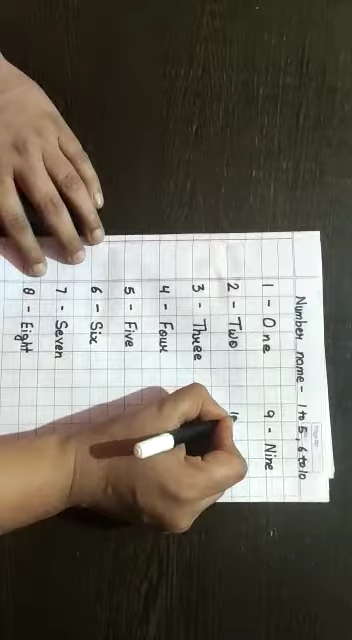 Number name - 1 to 5, 6 to 10
1 - One
2 - Two
3 - Three
4 - Four
5 - Five
6 - Six
7 - Seven
8 - Eight
9 - Nine
1